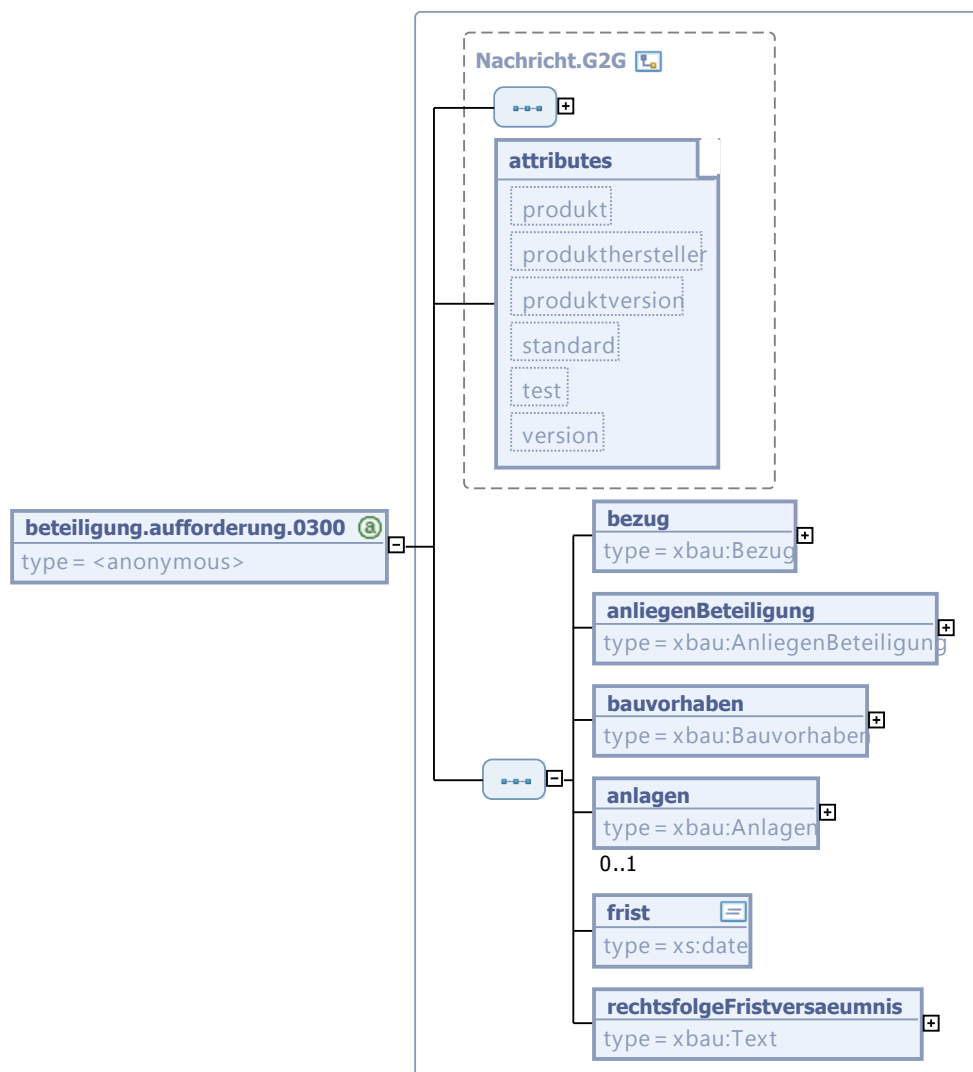 Nachricht.G2G
attributes
produkt
produkthersteller
produktversion
standard
test
version
beteiligung.aufforderung.0300
type = <anonymous>
bezug
type = xbau:Bezug
anliegenBeteiligung
type = xbau:AnliegenBeteiligung
bauvorhaben
type = xbau:Bauvorhaben
anlagen
type = xbau:Anlagen
0..1
frist
type = xs:date
rechtsfolgeFristversaeumnis
type = xbau:Text